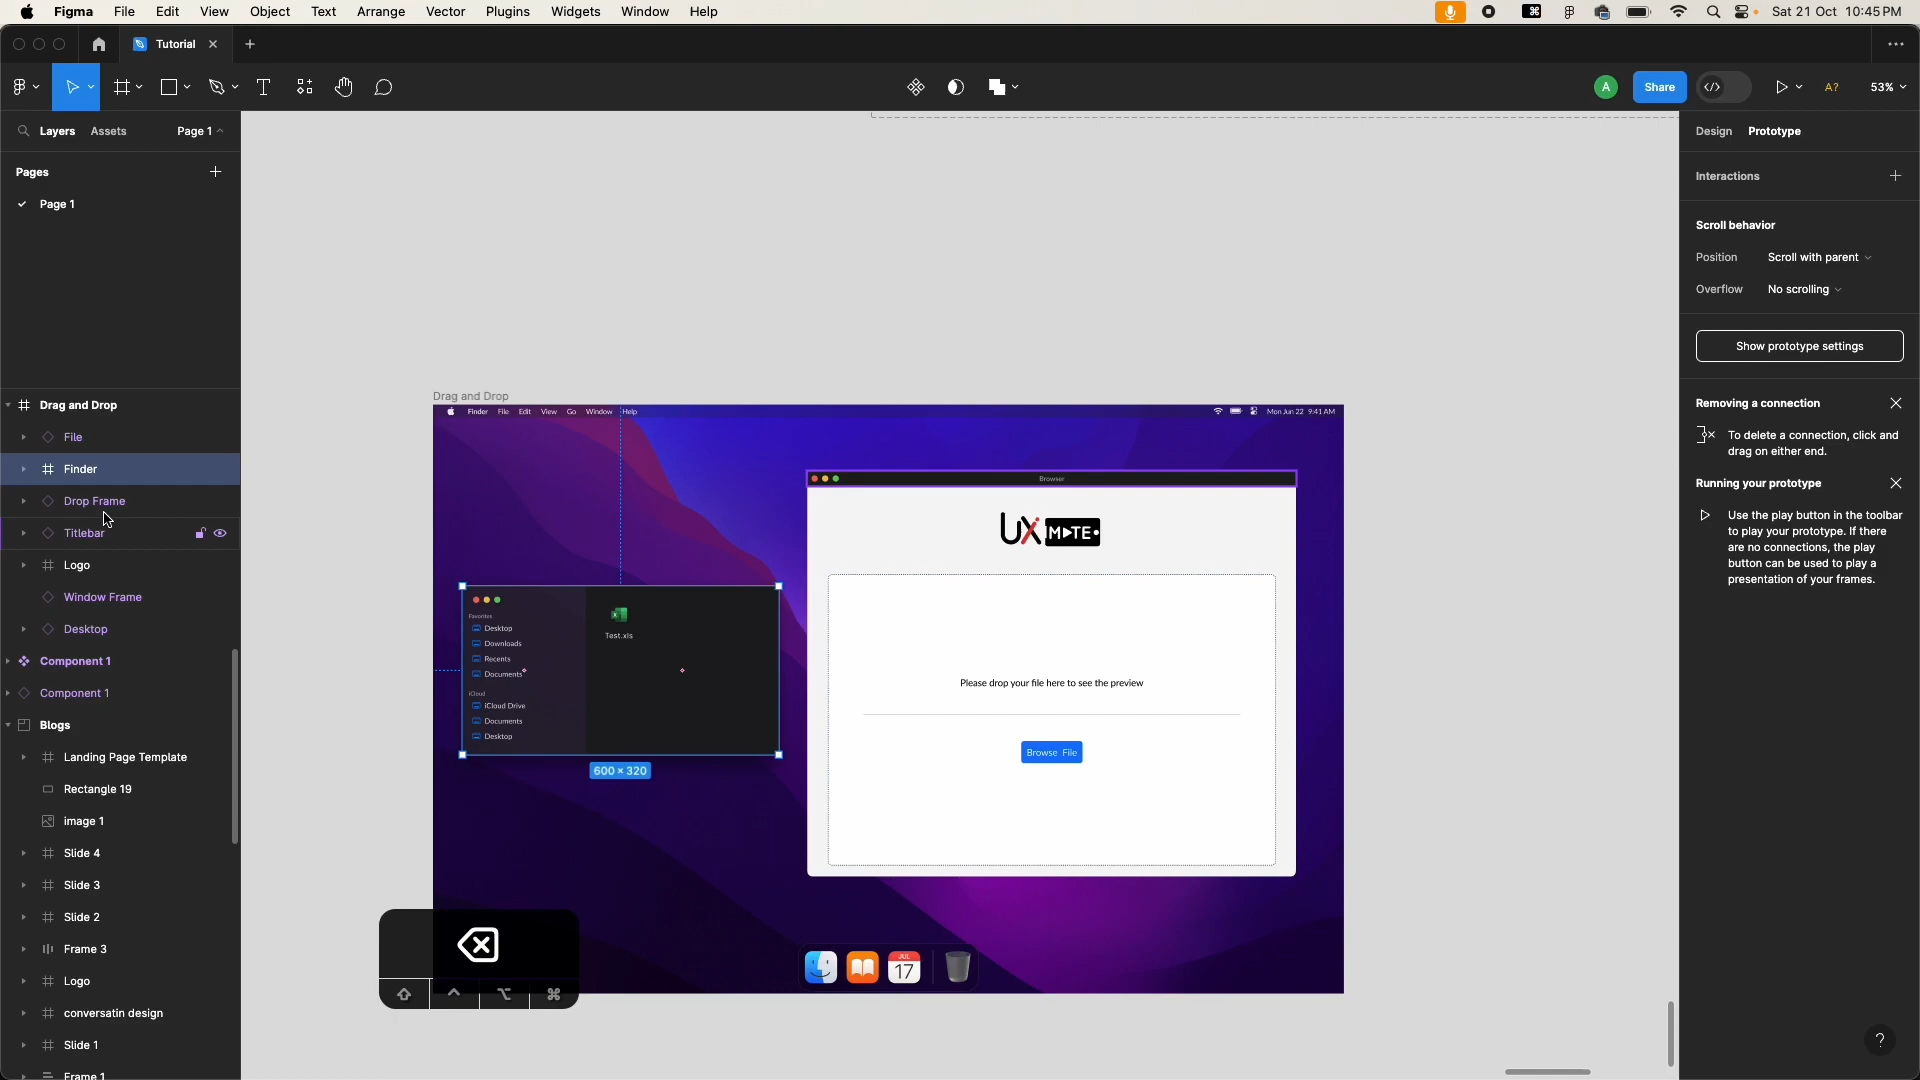 Figma File Edit View Object Text Arrange Vector Plugins Widgets Window Help Sat 21 Oct 10:45 PM
Tutorial
Share A? 53%
A
Layers Assets Page 1
Design Prototype
Pages
Page 1
Interactions
Scroll behavior
Position Scroll with parent
Overflow No scrolling
Show prototype settings
Removing a connection
To delete a connection, click and
drag on either end.
Running your prototype
Use the play button in the toolbar
to play your prototype. If there
are no connections, the play
button can be used to play a
presentation of your frames.
Drag and Drop
File
Finder
Drop Frame
Titlebar
Logo
Window Frame
Desktop
Component 1
Component 1
Blogs
Landing Page Template
Rectangle 19
image 1
Slide 4
Slide 3
Slide 2
Frame 3
Logo
conversatin design
Slide 1
Frame 1
Drag and Drop
Finder File Edit View Go Window Help Mon Jun 22 9:41 AM
Browser
UX MATE
Favorites
Desktop
Downloads
Recents
Documents
iCloud
iCloud Drive
Documents
Desktop
Test.xls
600 × 320
Please drop your file here to see the preview
Browse File
JUL
17
?